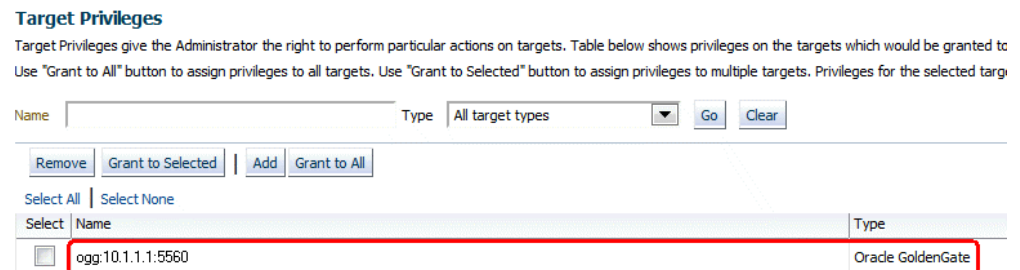 Target Privileges
Target Privileges give the Administrator the right to perform particular actions on targets. Table below shows privileges on the targets which would be granted to
Use "Grant to All" button to assign privileges to all targets. Use "Grant to Selected" button to assign privileges to multiple targets. Privileges for the selected targ
Name Type All target types Go Clear
Remove Grant to Selected | Add Grant to All
Select All | Select None
Select Name Type
ogg:10.1.1.1:5560 Oracle GoldenGate